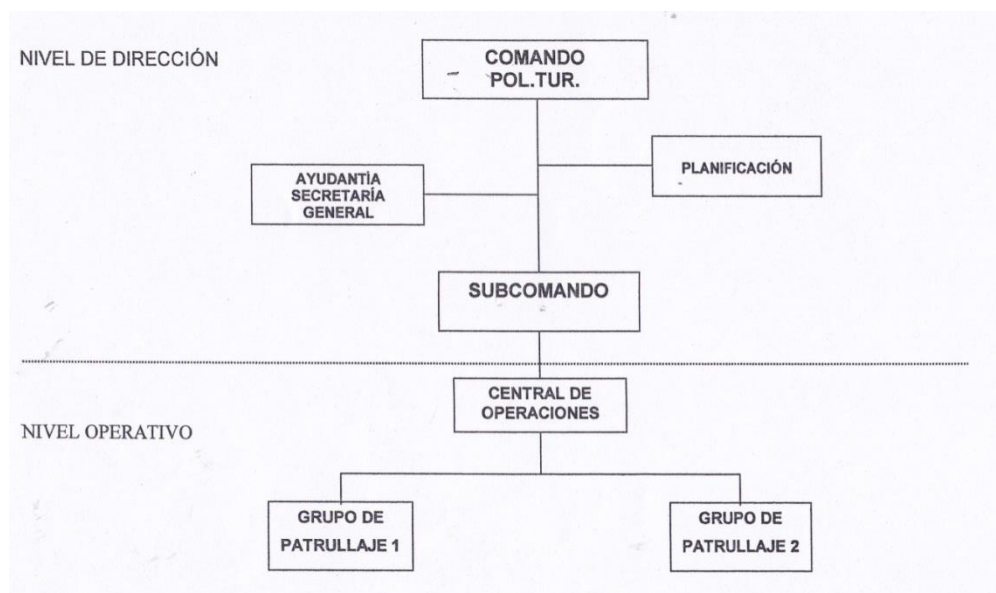 NIVEL DE DIRECCIÓN
COMANDO
POL.TUR.
PLANIFICACIÓN
AYUDANTÍA
SECRETARÍA
GENERAL
SUBCOMANDO
CENTRAL DE
OPERACIONES
NIVEL OPERATIVO
GRUPO DE
PATRULLAJE 1
GRUPO DE
PATRULLAJE 2